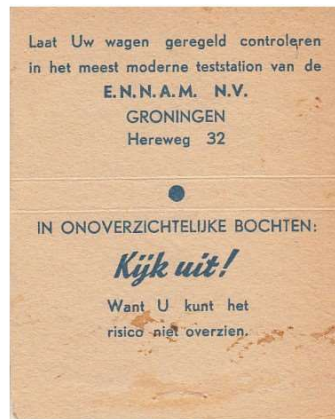 Laat Uw wagen geregeld controleren
in het meest moderne teststation van de
E.N.N.A.M. N.V.
GRONINGEN
Hereweg 32
IN ONOVERZICHTELIJKE BOCHTEN:
Kijk uit!
Want U kunt het
risico niet overzien.